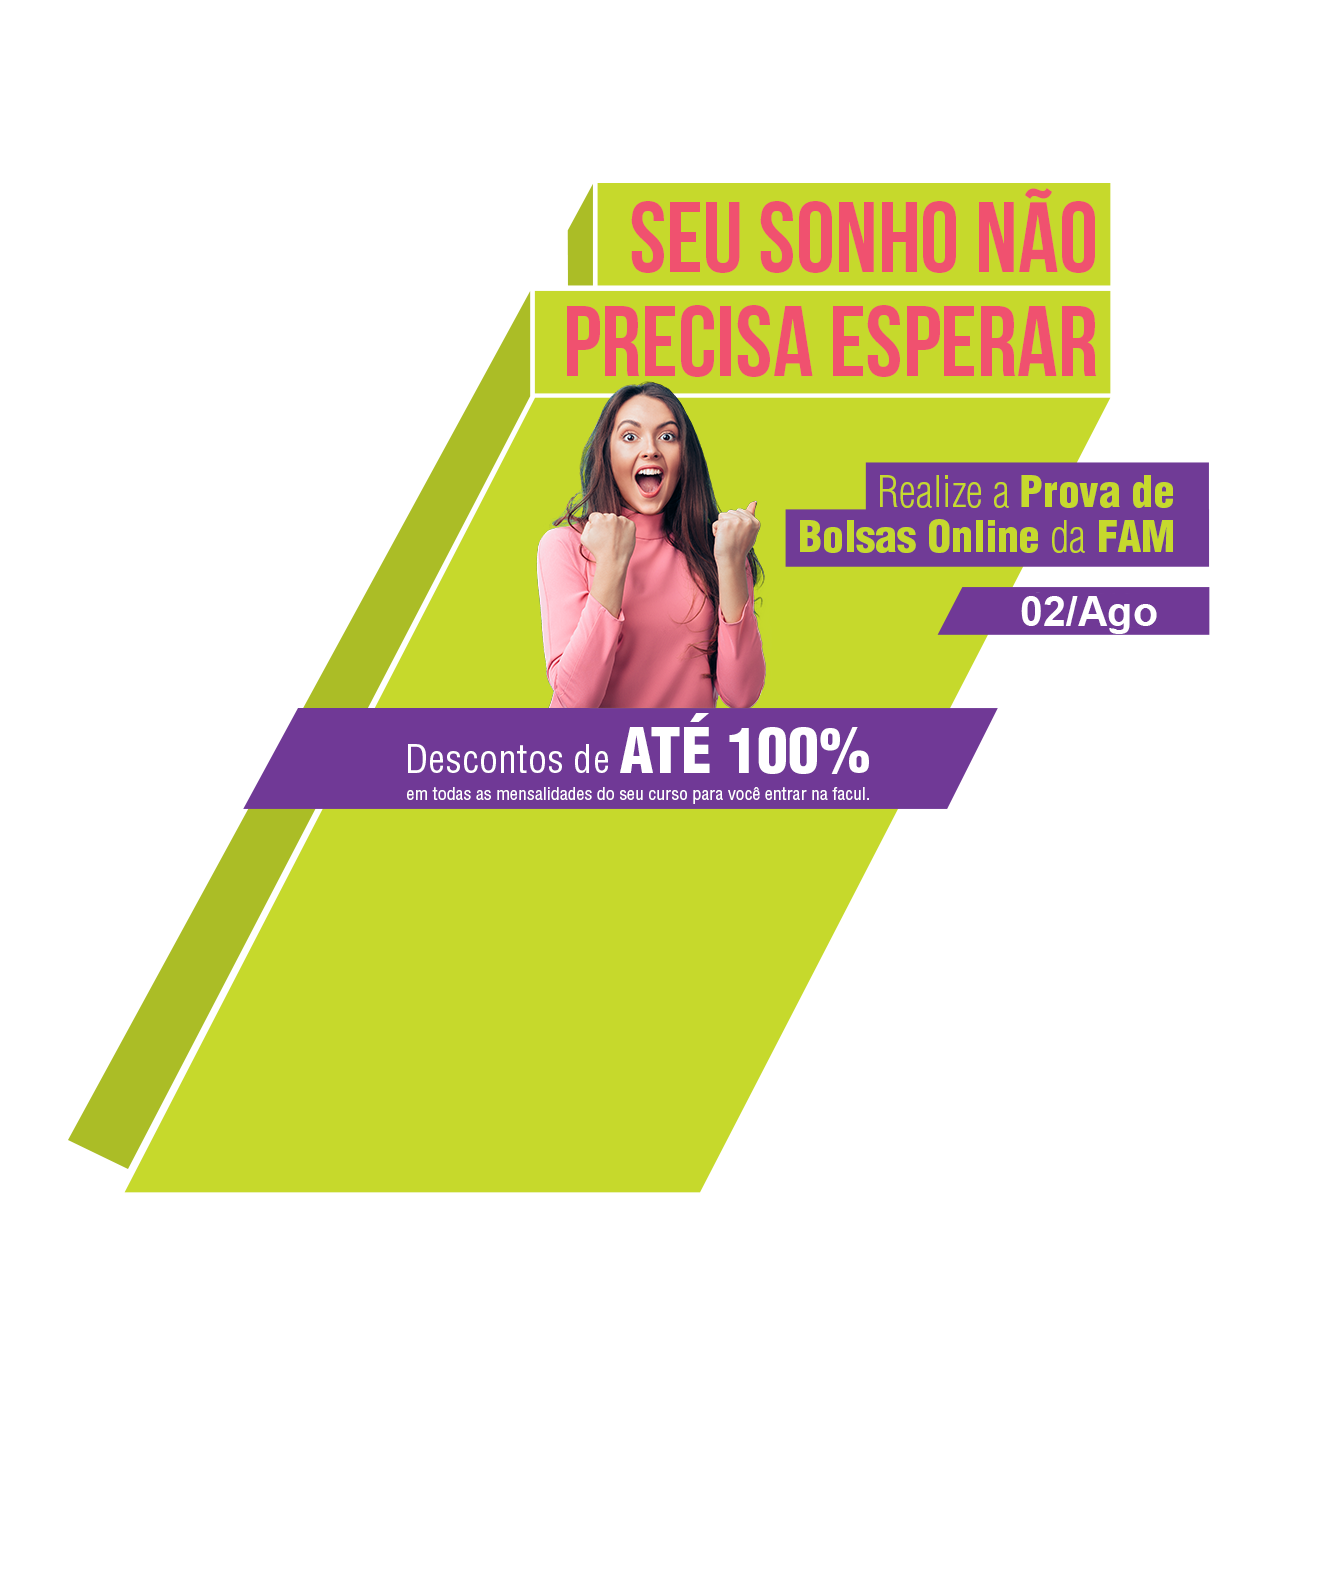 SEU SONHO NÃO
PRECISA ESPERAR
Realize a Prova de
Bolsas Online da FAM
02/Ago
Descontos de ATÉ 100%
em todas as mensalidades do seu curso para você entrar na facul.